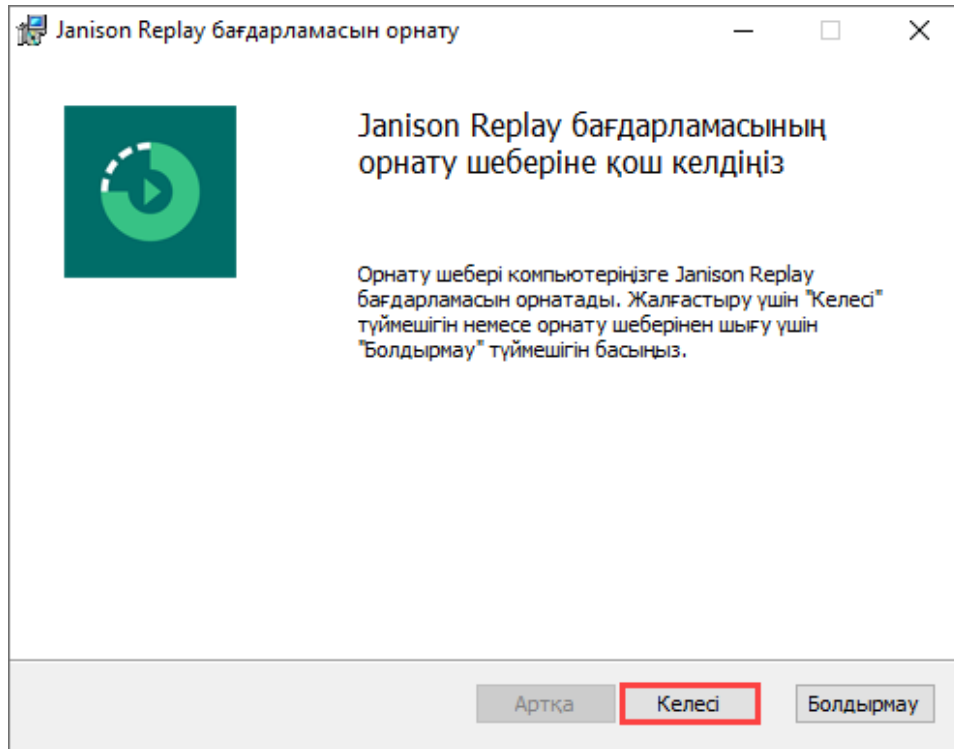 Janison Replay бағдарламасын орнату
Janison Replay бағдарламасының
орнату шеберіне қош келдіңіз
Орнату шебері компьютеріңізге Janison Replay
бағдарламасын орнатады. Жалғастыру үшін "Келесі"
түймешігін немесе орнату шеберінен шығу үшін
"Болдырмау" түймешігін басыңыз.
Артқа
Келесі
Болдырмау